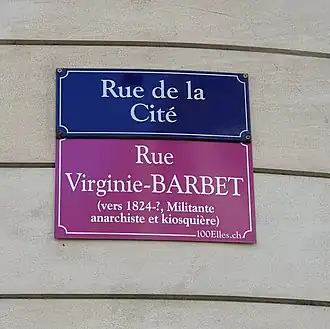 Rue de la
Cité
Rue
Virginie-BARBET
(vers 1824-?, Militante
anarchiste et kiosquière)
100Elles.ch